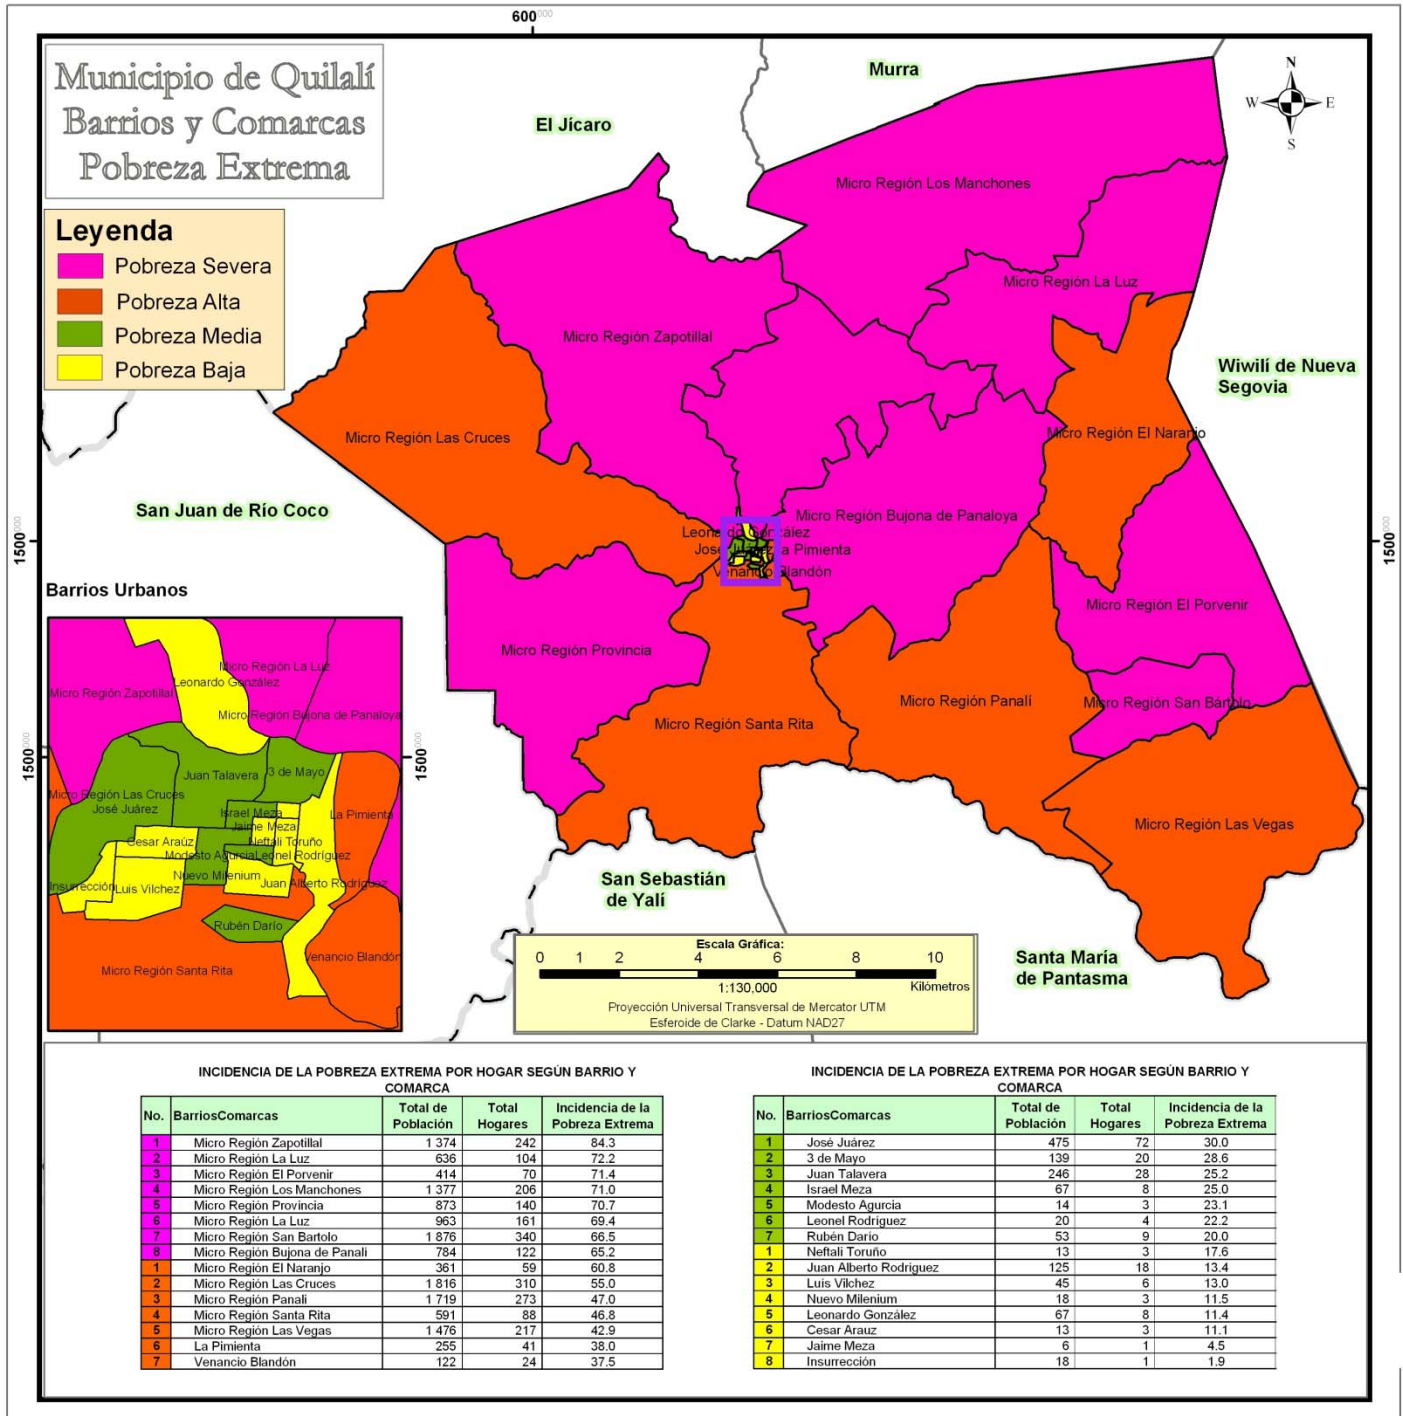 600000
Municipio de Quilalí
Barrios y Comarcas
Pobreza Extrema
Murra
El Jícaro
N
W
E
S
Leyenda
Pobreza Severa
Pobreza Alta
Pobreza Media
Pobreza Baja
Micro Región Los Manchones
Micro Región La Luz
Micro Región Zapotillal
Wiwilí de Nueva
Segovia
Micro Región Las Cruces
Micro Región El Naranjo
San Juan de Río Coco
Micro Región Bujona de Panaloya
Leonardo González
José Juárez
La Pimienta
Venancio Blandón
1500000
1500000
Micro Región El Porvenir
Micro Región Provincia
Micro Región Panalí
Micro Región San Bártolo
Micro Región Santa Rita
Micro Región Las Vegas
Barrios Urbanos
Micro Región La Luz
Leonardo González
Micro Región Zapotillal
Micro Región Bujona de Panaloya
Juan Talavera
3 de Mayo
Micro Región Las Cruces
José Juárez
Israel Meza
La Pimienta
Jaime Meza
Cesar Araúz
Neftali Toruño
Modesto Agurcia
Leonel Rodríguez
Nuevo Milenium
Juan Alberto Rodríguez
Insurrección
Luis Vilchez
Rubén Darío
Venancio Blandón
Micro Región Santa Rita
1500000
1500000
San Sebastián
de Yalí
Santa María
de Pantasma
Escala Gráfica:
0 1 2 4 6 8 10
1:130,000
Kilómetros
Proyección Universal Transversal de Mercator UTM
Esferoide de Clarke - Datum NAD27
INCIDENCIA DE LA POBREZA EXTREMA POR HOGAR SEGÚN BARRIO Y
COMARCA
No. BarriosComarcas Total de Población Total Hogares Incidencia de la Pobreza Extrema
1 Micro Región Zapotillal 1 374 242 84.3
2 Micro Región La Luz 636 104 72.2
3 Micro Región El Porvenir 414 70 71.4
4 Micro Región Los Manchones 1 377 206 71.0
5 Micro Región Provincia 873 140 70.7
6 Micro Región La Luz 963 161 69.4
7 Micro Región San Bartolo 1 876 340 66.5
8 Micro Región Bujona de Panali 784 122 65.2
1 Micro Región El Naranjo 361 59 60.8
2 Micro Región Las Cruces 1 816 310 55.0
3 Micro Región Panali 1 719 273 47.0
4 Micro Región Santa Rita 591 88 46.8
5 Micro Región Las Vegas 1 476 217 42.9
6 La Pimienta 255 41 38.0
7 Venancio Blandón 122 24 37.5
INCIDENCIA DE LA POBREZA EXTREMA POR HOGAR SEGÚN BARRIO Y
COMARCA
No. BarriosComarcas Total de Población Total Hogares Incidencia de la Pobreza Extrema
1 José Juárez 475 72 30.0
2 3 de Mayo 139 20 28.6
3 Juan Talavera 246 28 25.2
4 Israel Meza 67 8 25.0
5 Modesto Agurcia 14 3 23.1
6 Leonel Rodriguez 20 4 22.2
7 Rubén Dario 53 9 20.0
1 Neftali Toruño 13 3 17.6
2 Juan Alberto Rodriguez 125 18 13.4
3 Luis Vilchez 45 6 13.0
4 Nuevo Milenium 18 3 11.5
5 Leonardo González 67 8 11.4
6 Cesar Arauz 13 3 11.1
7 Jaime Meza 6 1 4.5
8 Insurrección 18 1 1.9